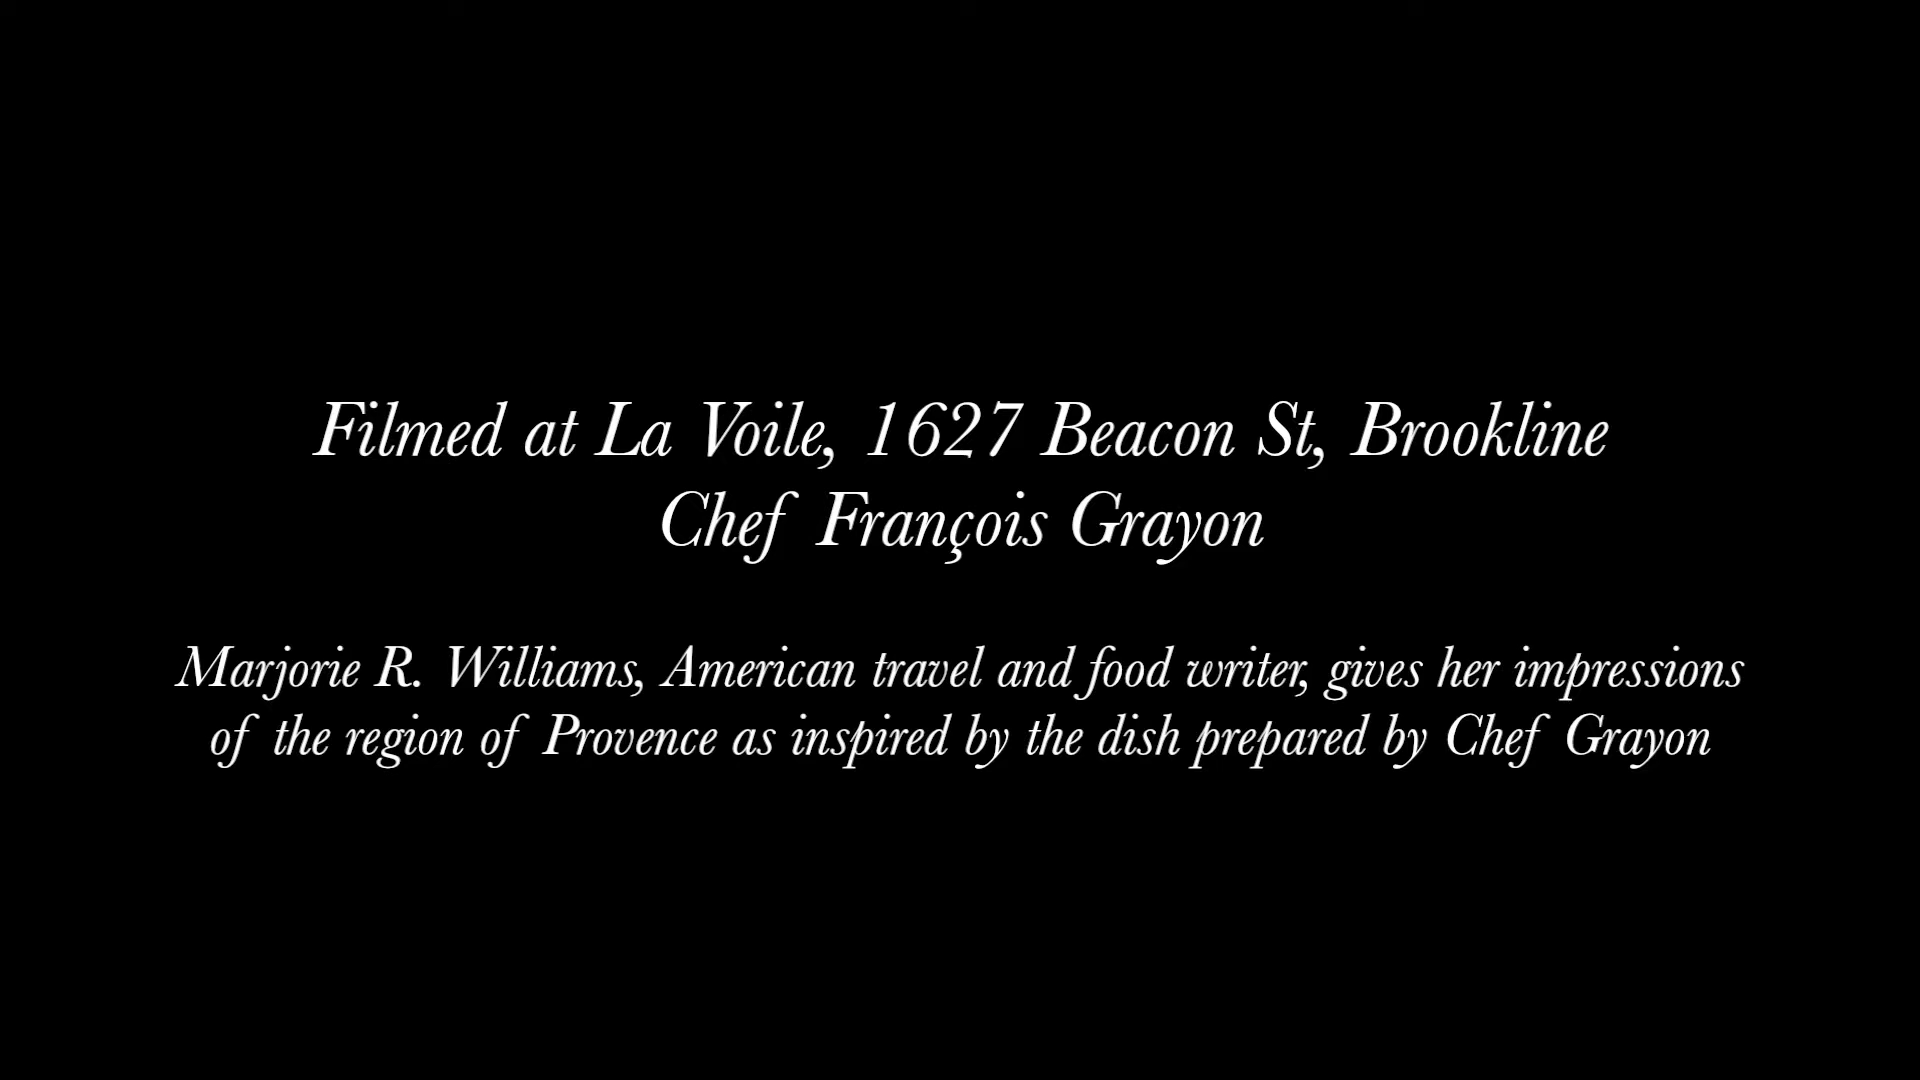 Filmed at La Voile, 1627 Beacon St, Brookline
Chef François Grayon
Marjorie R. Williams, American travel and food writer, gives her impressions
of the region of Provence as inspired by the dish prepared by Chef Grayon